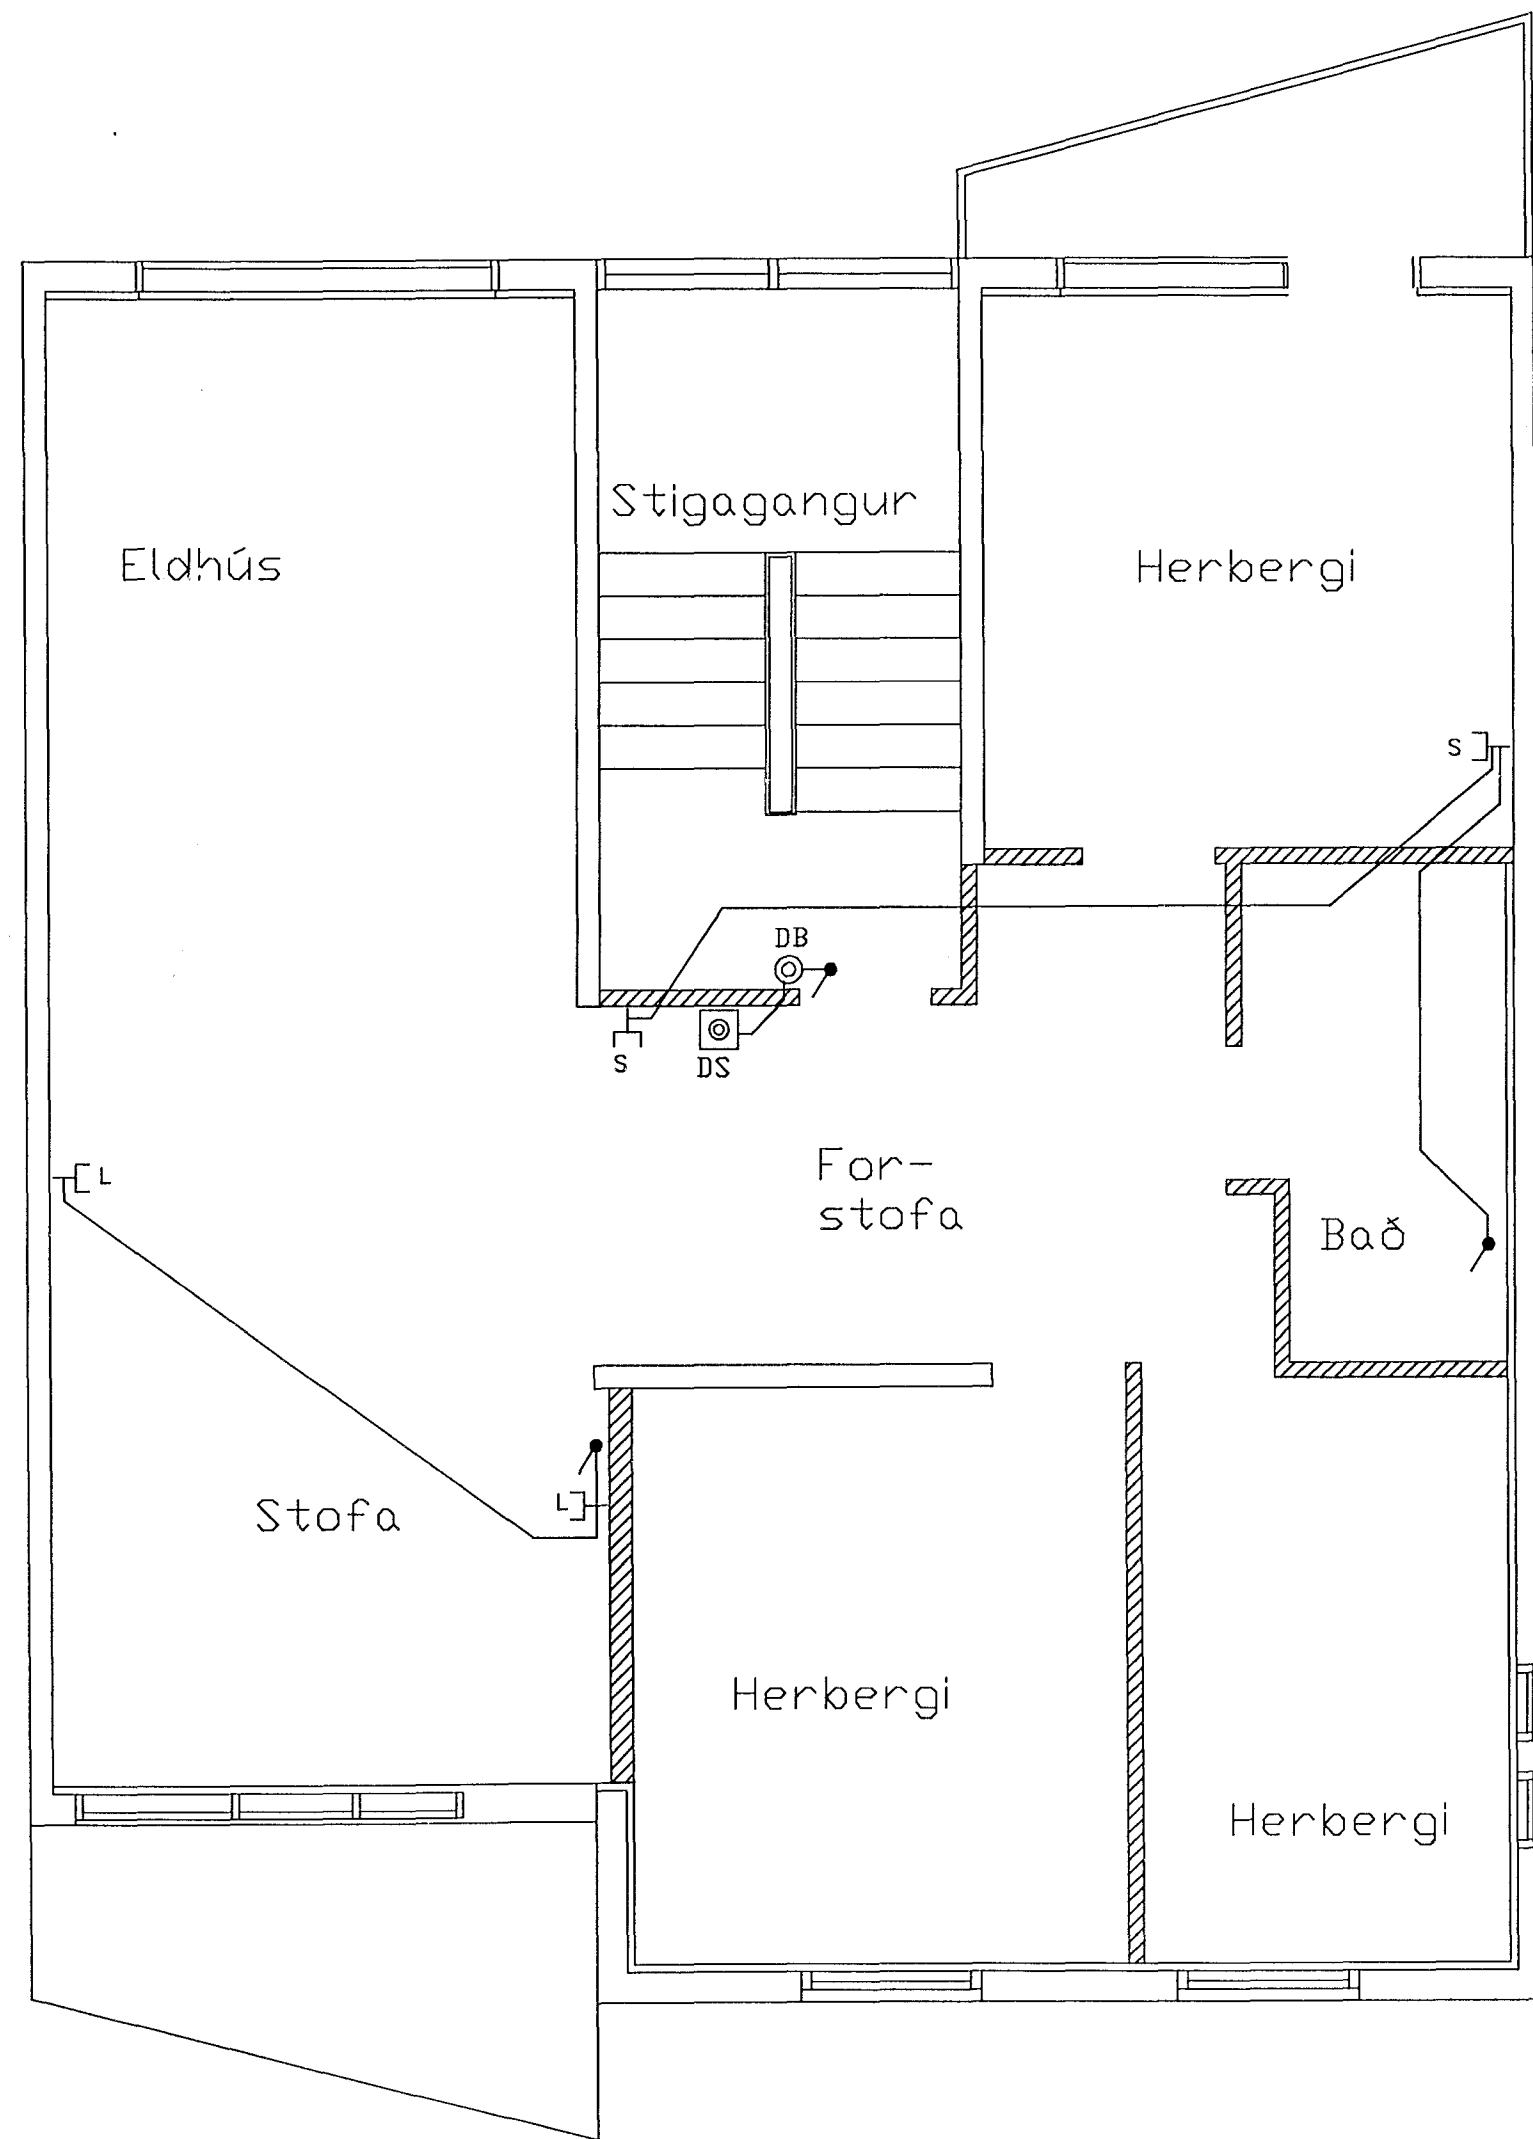 Stigagangur
Eldhús
Herbergi
S
DB
S
DS
L
For-
stofa
Bað
L
Stofa
Herbergi
Herbergi